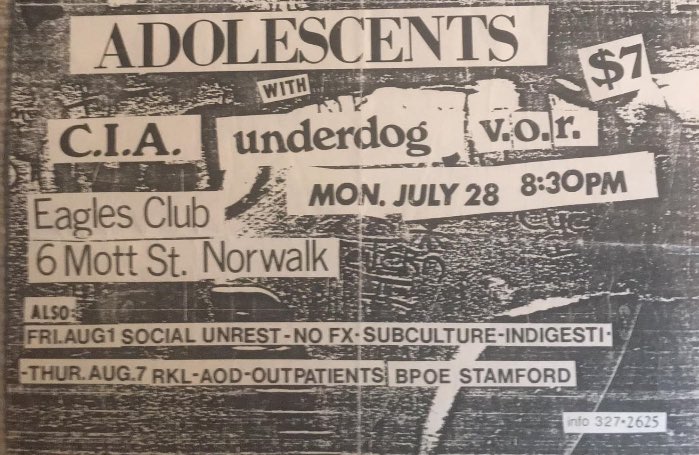 ADOLESCENTS
$7
WITH
C.I.A. underdog v.o.r.
MON. JULY 28 8:30PM
Eagles Club
6 Mott St. Norwalk
ALSO:
FRI.AUG1 SOCIAL UNREST-NO FX-SUBCULTURE-INDIGESTI-
-THUR.AUG.7 RKL-AOD-OUTPATIENTS BPOE STAMFORD
info 327-2625